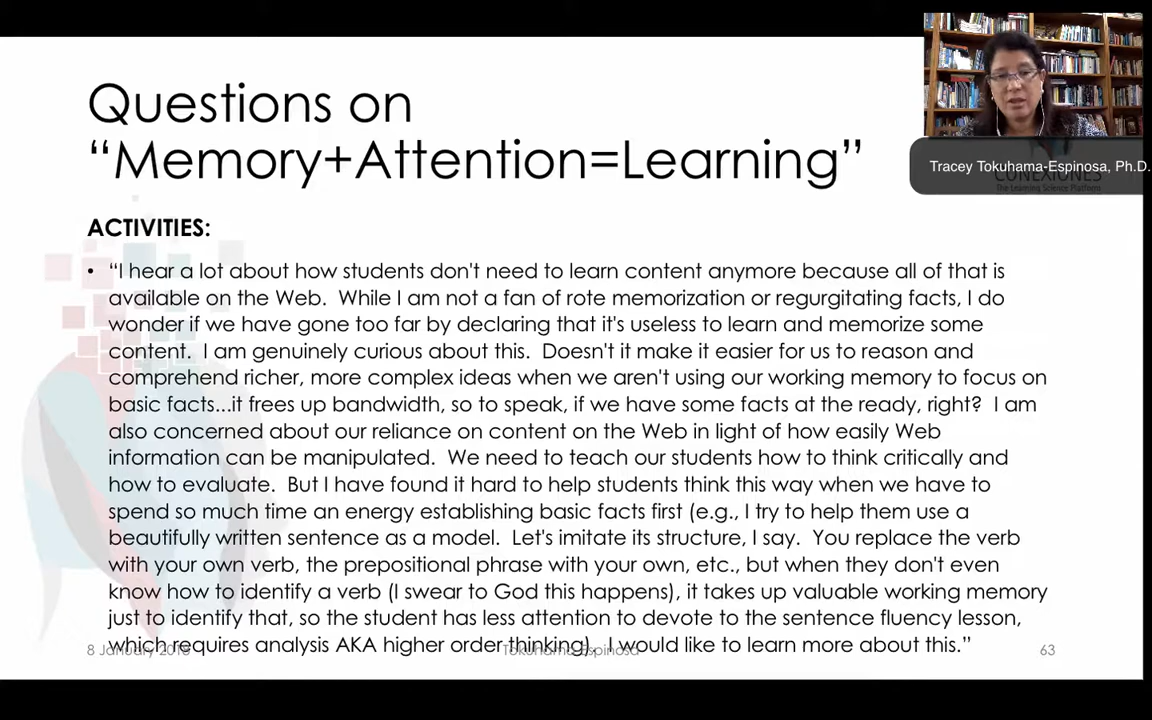 Questions on
“Memory+Attention=Learning”
Tracey Tokuhama-Espinosa, Ph.D.
CONEXIONES
The Learning Science Platform
ACTIVITIES:
• “I hear a lot about how students don't need to learn content anymore because all of that is
available on the Web.  While I am not a fan of rote memorization or regurgitating facts, I do
wonder if we have gone too far by declaring that it's useless to learn and memorize some
content.  I am genuinely curious about this.  Doesn't it make it easier for us to reason and
comprehend richer, more complex ideas when we aren't using our working memory to focus on
basic facts...it frees up bandwidth, so to speak, if we have some facts at the ready, right?  I am
also concerned about our reliance on content on the Web in light of how easily Web
information can be manipulated.  We need to teach our students how to think critically and
how to evaluate.  But I have found it hard to help students think this way when we have to
spend so much time an energy establishing basic facts first (e.g., I try to help them use a
beautifully written sentence as a model.  Let's imitate its structure, I say.  You replace the verb
with your own verb, the prepositional phrase with your own, etc., but when they don't even
know how to identify a verb (I swear to God this happens), it takes up valuable working memory
just to identify that, so the student has less attention to devote to the sentence fluency lesson,
which requires analysis AKA higher order thinking).  I would like to learn more about this.”
8 January 2018
Tokuhama-Espinosa
63